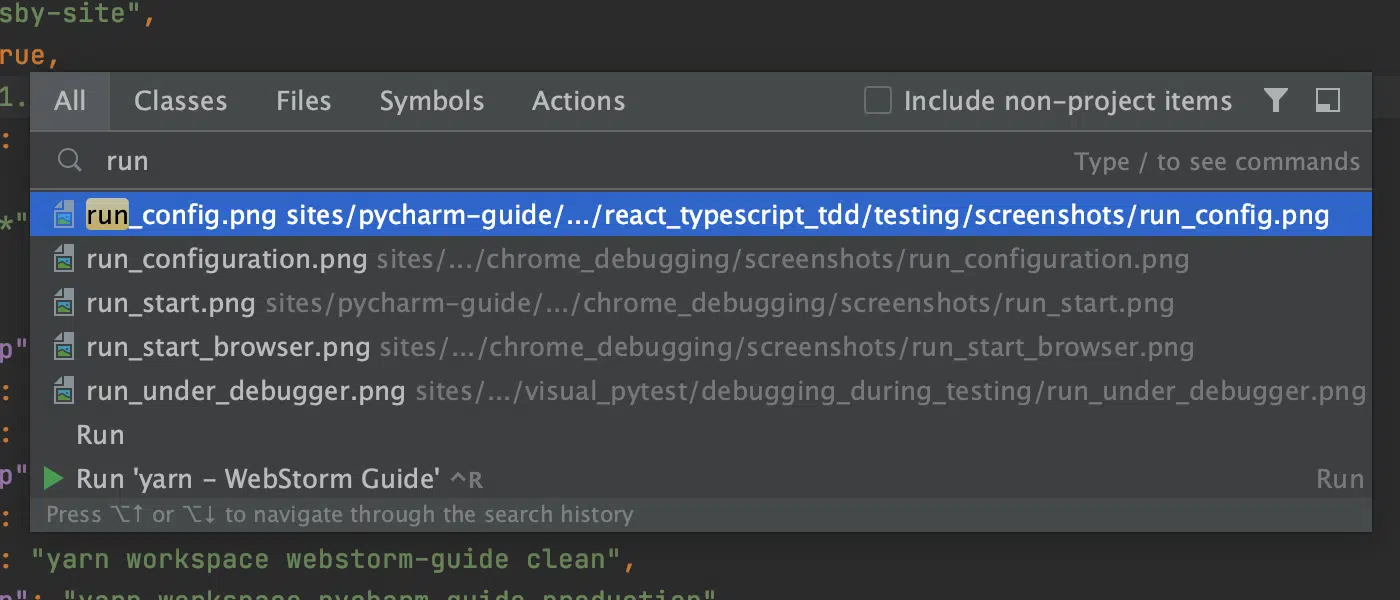 sby-site",
rue,
1.
All Classes Files Symbols Actions Include non-project items
:
run Type / to see commands
*"
run_config.png sites/pycharm-guide/.../react_typescript_tdd/testing/screenshots/run_config.png
run_configuration.png sites/.../chrome_debugging/screenshots/run_configuration.png
run_start.png sites/pycharm-guide/.../chrome_debugging/screenshots/run_start.png
p"
run_start_browser.png sites/.../chrome_debugging/screenshots/run_start_browser.png
:
run_under_debugger.png sites/.../visual_pytest/debugging_during_testing/run_under_debugger.png
:
Run
p"
Run 'yarn – WebStorm Guide' ^R Run
:
Press ⌥↑ or ⌥↓ to navigate through the search history
: "yarn workspace webstorm-guide clean",
n": "yarn workspace pycharm-guide production"